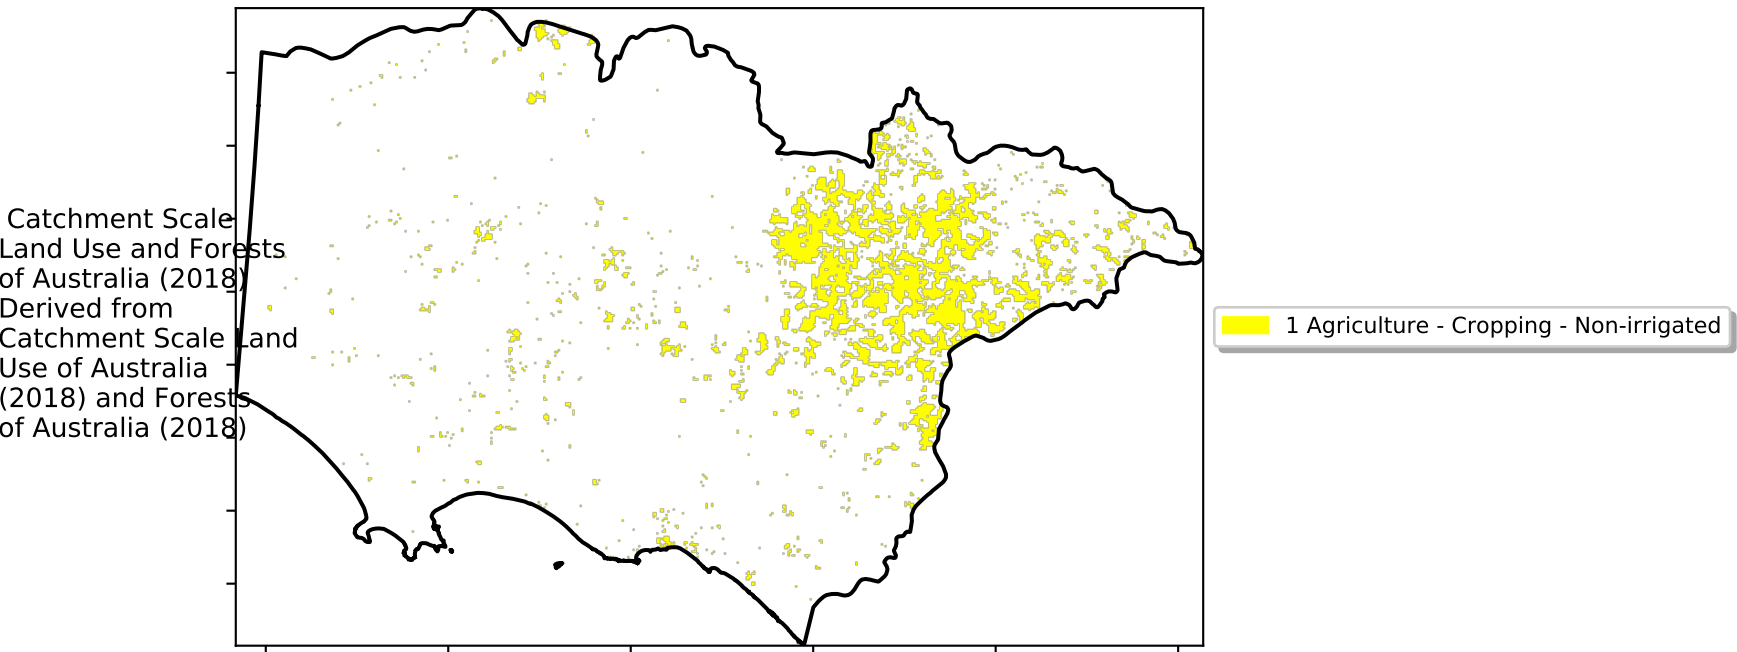 Catchment Scale
Land Use and Forests
of Australia (2018)
Derived from
Catchment Scale Land
Use of Australia
(2018) and Forests
of Australia (2018)
1 Agriculture - Cropping - Non-irrigated